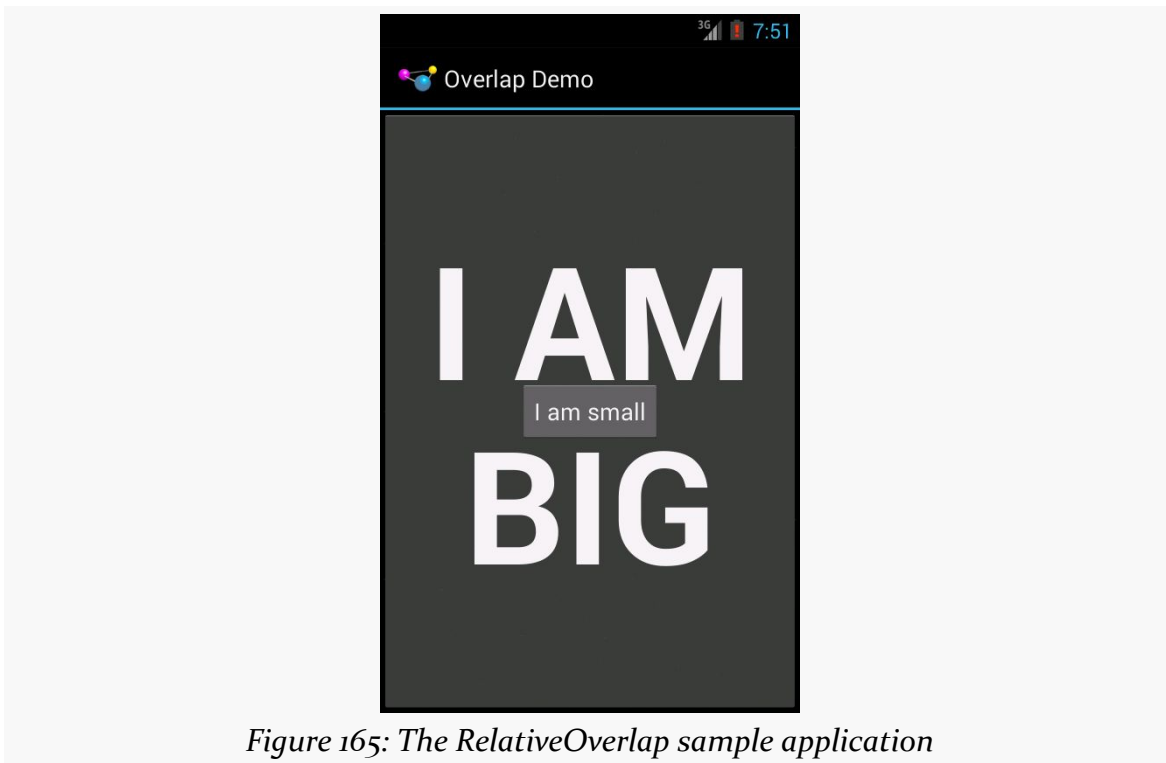 3G 7:51
Overlap Demo
I AM
I am small
BIG
Figure 165: The RelativeOverlap sample application